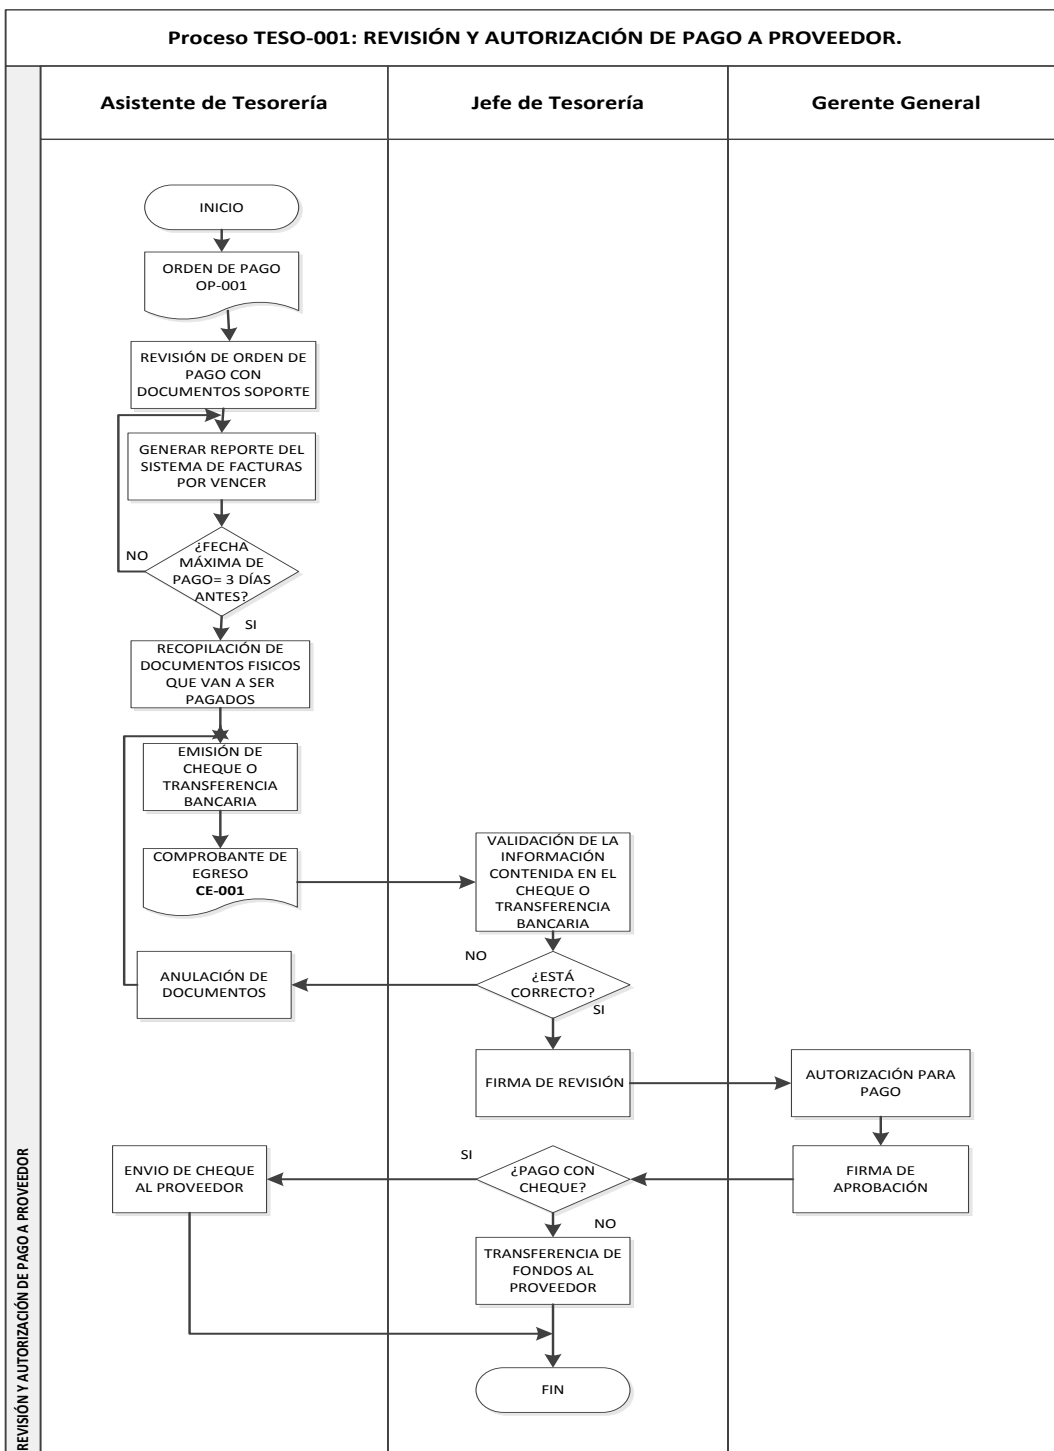 Proceso TESO-001: REVISIÓN Y AUTORIZACIÓN DE PAGO A PROVEEDOR.
Asistente de Tesorería
Jefe de Tesorería
Gerente General
INICIO
ORDEN DE PAGO
OP-001
REVISIÓN DE ORDEN DE
PAGO CON
DOCUMENTOS SOPORTE
GENERAR REPORTE DEL
SISTEMA DE FACTURAS
POR VENCER
¿FECHA
MÁXIMA DE
PAGO= 3 DÍAS
ANTES?
NO
SI
RECOPILACIÓN DE
DOCUMENTOS FISICOS
QUE VAN A SER
PAGADOS
EMISIÓN DE
CHEQUE O
TRANSFERENCIA
BANCARIA
COMPROBANTE DE
EGRESO
CE-001
VALIDACIÓN DE LA
INFORMACIÓN
CONTENIDA EN EL
CHEQUE O
TRANSFERENCIA
BANCARIA
¿ESTÁ
CORRECTO?
NO
SI
ANULACIÓN DE
DOCUMENTOS
FIRMA DE REVISIÓN
AUTORIZACIÓN PARA
PAGO
FIRMA DE
APROBACIÓN
¿PAGO CON
CHEQUE?
SI
NO
ENVIO DE CHEQUE
AL PROVEEDOR
TRANSFERENCIA DE
FONDOS AL
PROVEEDOR
FIN
REVISIÓN Y AUTORIZACIÓN DE PAGO A PROVEEDOR